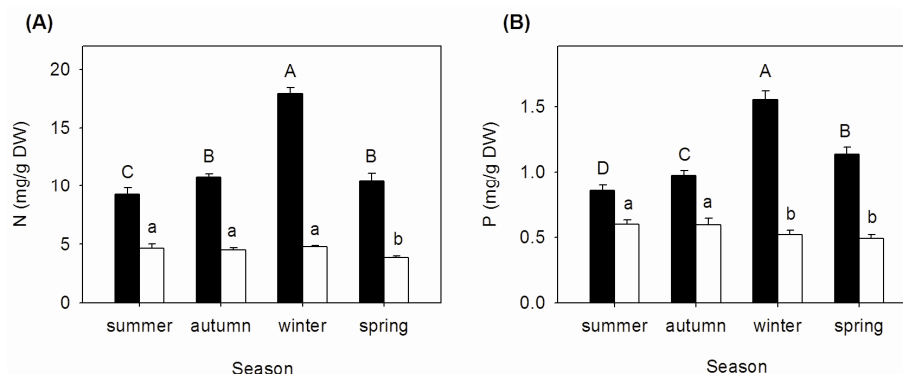 (A)
(B)
N (mg/g DW)
20
15
10
5
0
C
a
B
a
A
a
B
b
summer autumn winter spring
Season
P (mg/g DW)
1.5
1.0
0.5
0.0
D
a
C
a
A
b
B
b
summer autumn winter spring
Season